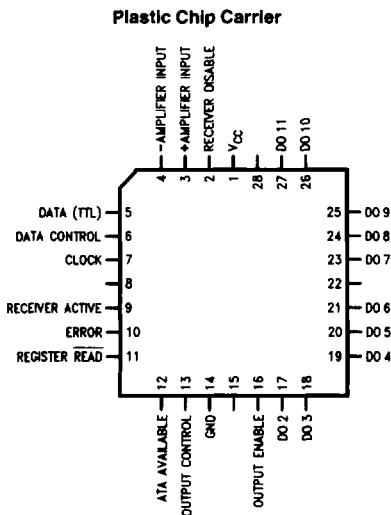 Plastic Chip Carrier
-AMPLIFIER INPUT
+AMPLIFIER INPUT
RECEIVER DISABLE
VCC
DO 11
DO 10
4 3 2 1 28 27 26
DATA (TTL) 5
DATA CONTROL 6
CLOCK 7
8
RECEIVER ACTIVE 9
ERROR 10
REGISTER READ 11
25 DO 9
24 DO 8
23 DO 7
22
21 DO 6
20 DO 5
19 DO 4
12 13 14 15 16 17 18
ATA AVAILABLE
OUTPUT CONTROL
GND
OUTPUT ENABLE
DO 2
DO 3